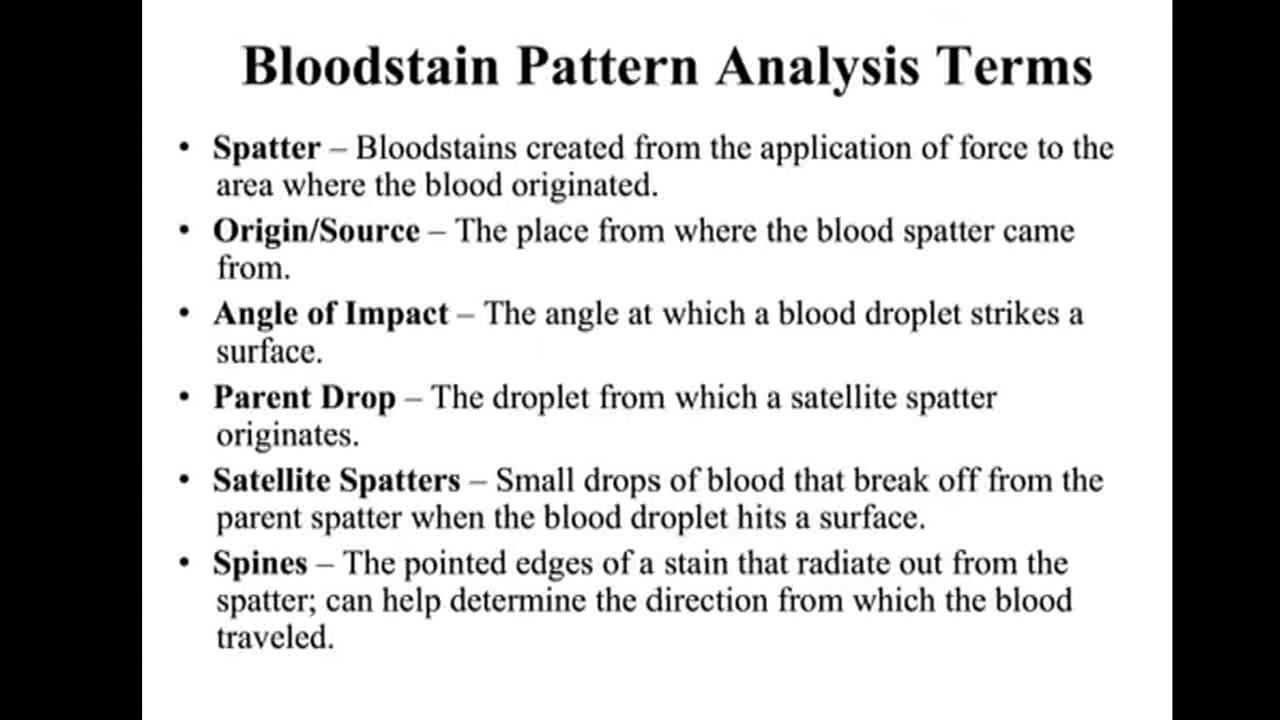 Bloodstain Pattern Analysis Terms
• Spatter – Bloodstains created from the application of force to the
area where the blood originated.
• Origin/Source – The place from where the blood spatter came
from.
• Angle of Impact – The angle at which a blood droplet strikes a
surface.
• Parent Drop – The droplet from which a satellite spatter
originates.
• Satellite Spatters – Small drops of blood that break off from the
parent spatter when the blood droplet hits a surface.
• Spines – The pointed edges of a stain that radiate out from the
spatter; can help determine the direction from which the blood
traveled.